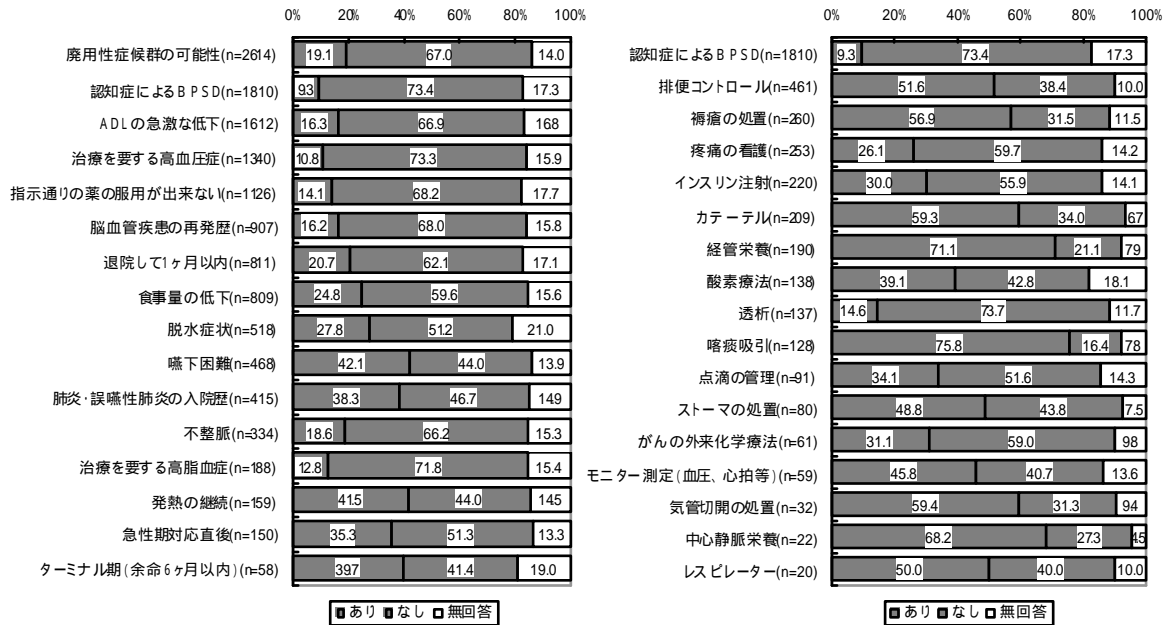 0% 20% 40% 60% 80% 100%
廃用性症候群の可能性(n=2614) 19.1 67.0 14.0
認知症によるBPSD(n=1810) 93 73.4 17.3
ADLの急激な低下(n=1612) 16.3 66.9 168
治療を要する高血圧症(n=1340) 10.8 73.3 15.9
指示通りの薬の服用が出来ない(n=1126) 14.1 68.2 17.7
脳血管疾患の再発歴(n=907) 16.2 68.0 15.8
退院して1ヶ月以内(n=811) 20.7 62.1 17.1
食事量の低下(n=809) 24.8 59.6 15.6
脱水症状(n=518) 27.8 51.2 21.0
嚥下困難(n=468) 42.1 44.0 13.9
肺炎・誤嚥性肺炎の入院歴(n=415) 38.3 46.7 149
不整脈(n=334) 18.6 66.2 15.3
治療を要する高脂血症(n=188) 12.8 71.8 15.4
発熱の継続(n=159) 41.5 44.0 14.5
急性期対応直後(n=150) 35.3 51.3 13.3
ターミナル期(余命6ヶ月以内)(n=58) 397 41.4 19.0
あり なし 無回答
0% 20% 40% 60% 80% 100%
認知症によるBPSD(n=1810) 9.3 73.4 17.3
排便コントロール(n=461) 51.6 38.4 10.0
褥瘡の処置(n=260) 56.9 31.5 11.5
疼痛の看護(n=253) 26.1 59.7 14.2
インスリン注射(n=220) 30.0 55.9 14.1
カテーテル(n=209) 59.3 34.0 67
経管栄養(n=190) 71.1 21.1 79
酸素療法(n=138) 39.1 42.8 18.1
透析(n=137) 14.6 73.7 11.7
喀痰吸引(n=128) 75.8 16.4 78
点滴の管理(n=91) 34.1 51.6 14.3
ストーマの処置(n=80) 48.8 43.8 7.5
がんの外来化学療法(n=61) 31.1 59.0 98
モニター測定(血圧、心拍等)(n=59) 45.8 40.7 13.6
気管切開の処置(n=32) 59.4 31.3 94
中心静脈栄養(n=22) 68.2 27.3 45
レスピレーター(n=20) 50.0 40.0 10.0
あり なし 無回答